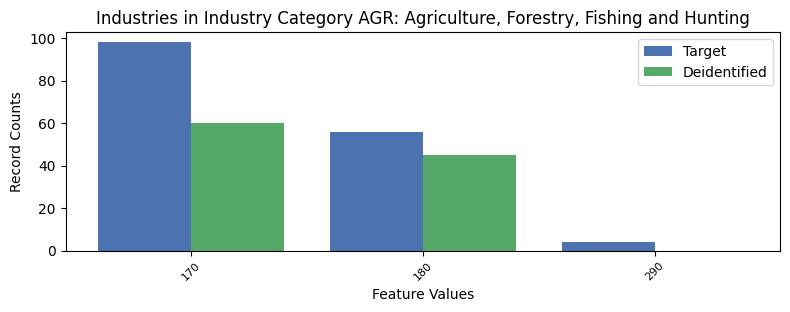 Industries in Industry Category AGR: Agriculture, Forestry, Fishing and Hunting
Target
Deidentified
Record Counts
100
80
60
40
20
0
170
180
290
Feature Values